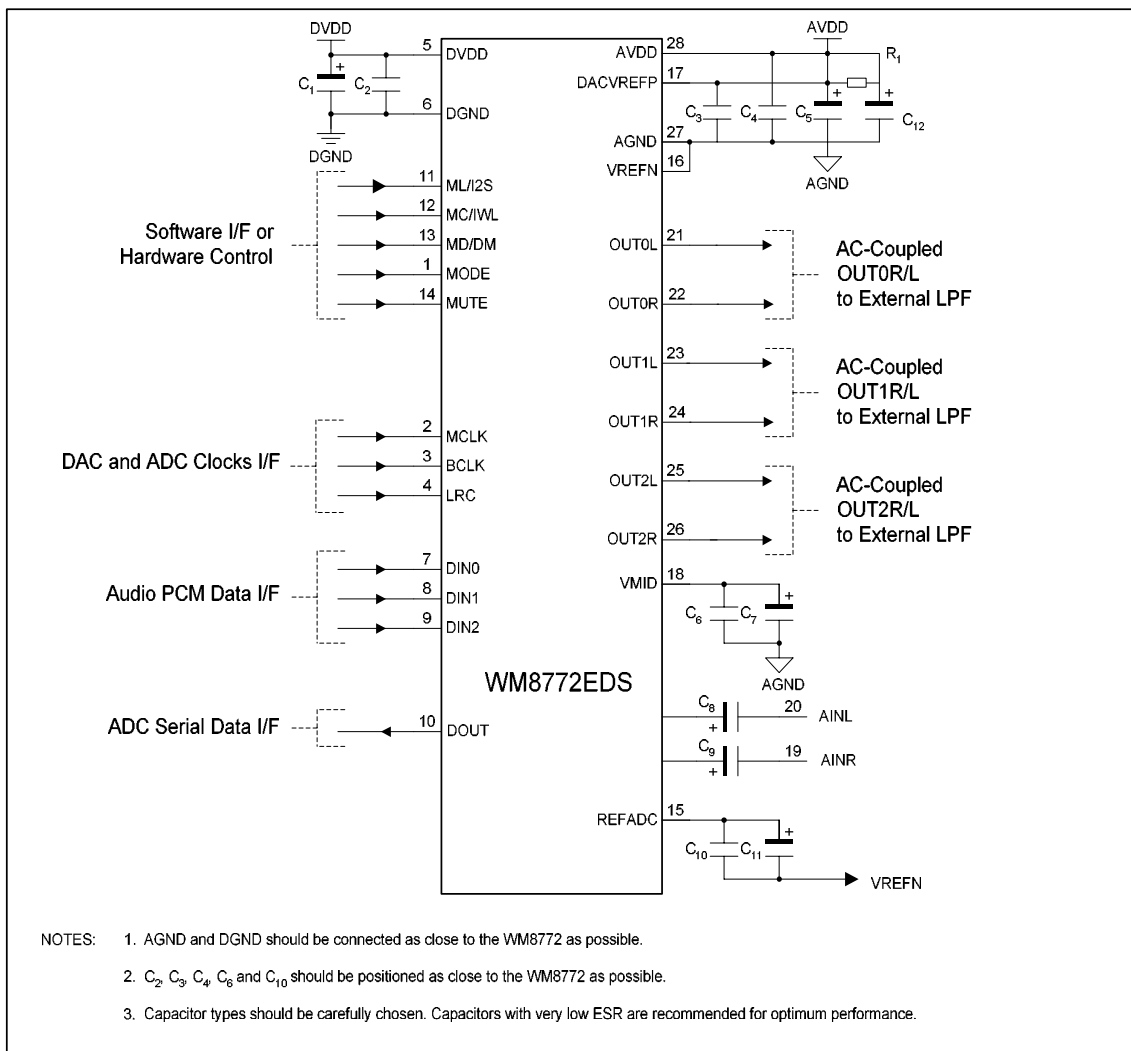 DVDD
5
DVDD
C1
+
C2
6
DGND
DGND
AVDD
28
AVDD
R1
17
DACVREFP
C3
C4
C5
+
+
C12
27
AGND
16
VREFN
AGND
Software I/F or
Hardware Control
11
ML/I2S
12
MC/IWL
13
MD/DM
1
MODE
14
MUTE
21
OUT0L
22
OUT0R
AC-Coupled
OUT0R/L
to External LPF
23
OUT1L
24
OUT1R
AC-Coupled
OUT1R/L
to External LPF
DAC and ADC Clocks I/F
2
MCLK
3
BCLK
4
LRC
25
OUT2L
26
OUT2R
AC-Coupled
OUT2R/L
to External LPF
Audio PCM Data I/F
7
DIN0
8
DIN1
9
DIN2
18
VMID
C6
C7
+
AGND
WM8772EDS
ADC Serial Data I/F
10
DOUT
C8
+
20
AINL
C9
+
19
AINR
15
REFADC
C10
C11
+
VREFN
NOTES: 1. AGND and DGND should be connected as close to the WM8772 as possible.
2. C2, C3, C4, C6 and C10 should be positioned as close to the WM8772 as possible.
3. Capacitor types should be carefully chosen. Capacitors with very low ESR are recommended for optimum performance.